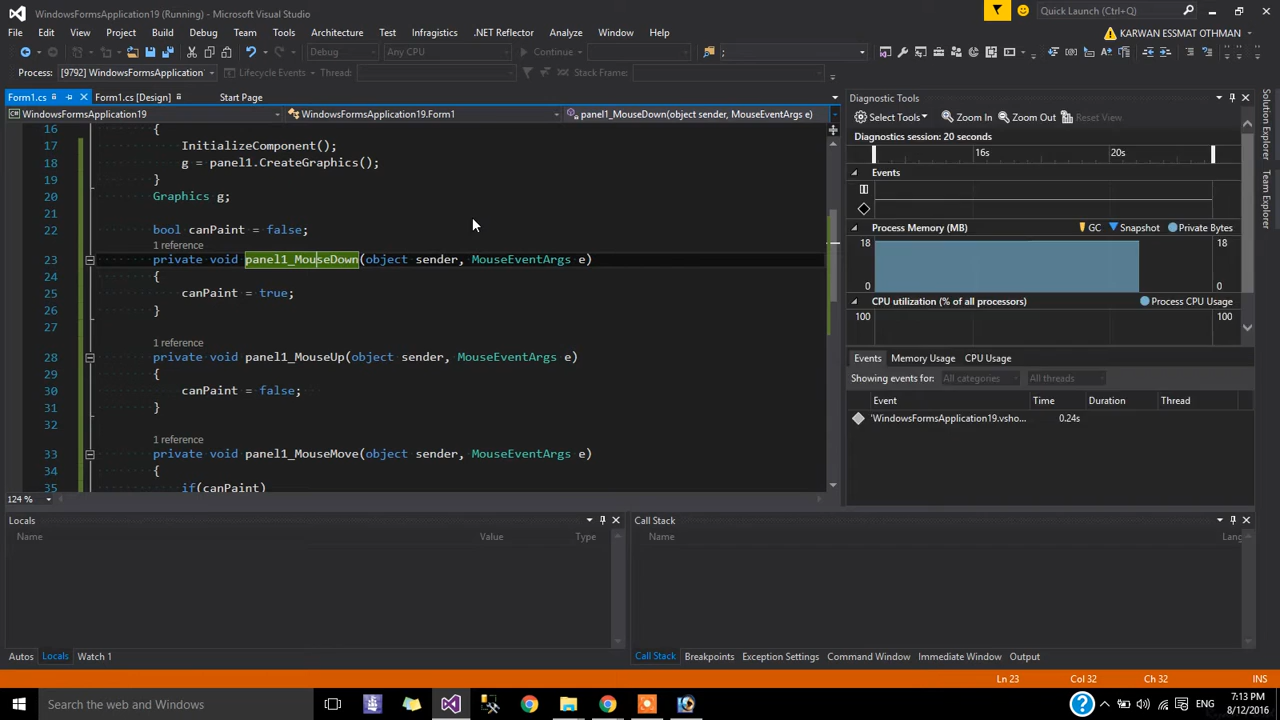 WindowsFormsApplication19 (Running) - Microsoft Visual Studio
Quick Launch (Ctrl+Q)
File Edit View Project Build Debug Team Tools Architecture Test Infragistics .NET Reflector Analyze Window Help
KARWAN ESSMAT OTHMAN
Debug Any CPU Continue ;
Process: [9792] WindowsFormsApplication' Lifecycle Events Thread: Stack Frame:
Form1.cs Form1.cs [Design] Start Page
WindowsFormsApplication19 WindowsFormsApplication19.Form1 panel1_MouseDown(object sender, MouseEventArgs e)
16 {
17 InitializeComponent();
18 g = panel1.CreateGraphics();
19 }
20 Graphics g;
21
22 bool canPaint = false;
1 reference
23 private void panel1_MouseDown(object sender, MouseEventArgs e)
24 {
25 canPaint = true;
26 }
27
1 reference
28 private void panel1_MouseUp(object sender, MouseEventArgs e)
29 {
30 canPaint = false;
31 }
32
1 reference
33 private void panel1_MouseMove(object sender, MouseEventArgs e)
34 {
35 if(canPaint)
124 %
Diagnostic Tools
Select Tools Zoom In Zoom Out Reset View
Diagnostics session: 20 seconds
16s 20s
Events
Process Memory (MB) GC Snapshot Private Bytes
18 18
0 0
CPU utilization (% of all processors) Process CPU Usage
100 100
Events Memory Usage CPU Usage
Showing events for: All categories All threads
Event Time Duration Thread
'WindowsFormsApplication19.vsho... 0.24s
Solution Explorer
Team Explorer
Locals
Name Value Type
Autos Locals Watch 1
Call Stack
Name Lang
Call Stack Breakpoints Exception Settings Command Window Immediate Window Output
Ln 23 Col 32 Ch 32 INS
Search the web and Windows
ENG
7:13 PM
8/12/2016